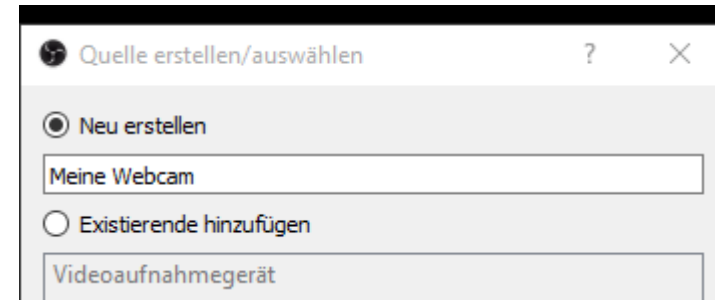 Quelle erstellen/auswählen ?
Neu erstellen
Meine Webcam
Existierende hinzufügen
Videoaufnahmegerät